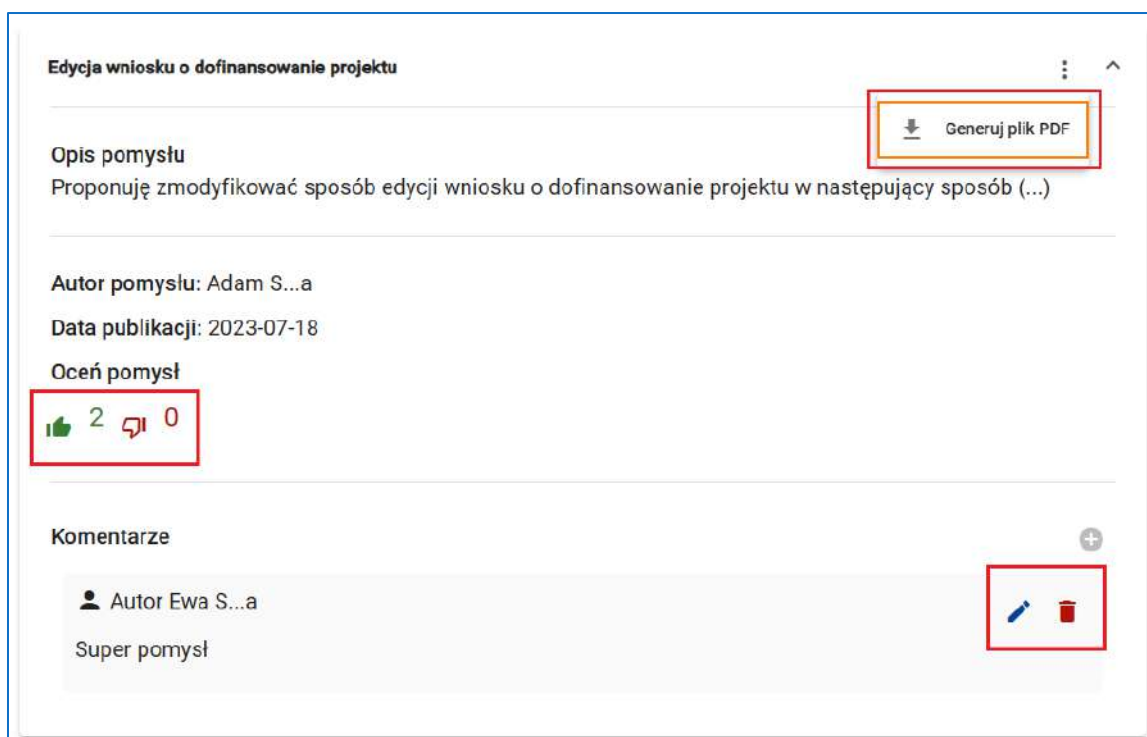 Edycja wniosku o dofinansowanie projektu
Generuj plik PDF
Opis pomysłu
Proponuję zmodyfikować sposób edycji wniosku o dofinansowanie projektu w następujący sposób (...)
Autor pomysłu: Adam S...a
Data publikacji: 2023-07-18
Oceń pomysł
2 0
Komentarze
Autor Ewa S...a
Super pomysł